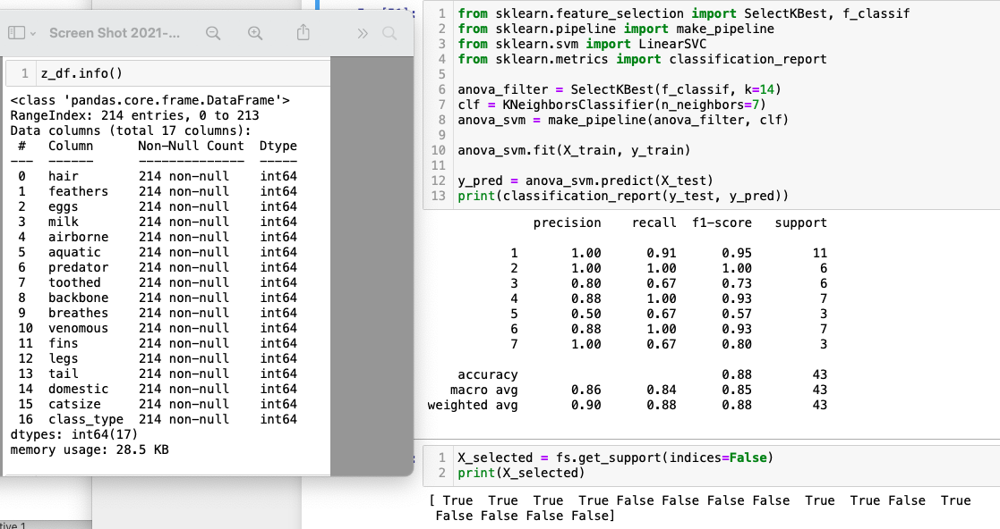 Screen Shot 2021-...
1 z_df.info()
<class 'pandas.core.frame.DataFrame'>
RangeIndex: 214 entries, 0 to 213
Data columns (total 17 columns):
#   Column      Non-Null Count  Dtype
---  ------      --------------  -----
0   hair        214 non-null    int64
1   feathers    214 non-null    int64
2   eggs        214 non-null    int64
3   milk        214 non-null    int64
4   airborne    214 non-null    int64
5   aquatic     214 non-null    int64
6   predator    214 non-null    int64
7   toothed     214 non-null    int64
8   backbone    214 non-null    int64
9   breathes    214 non-null    int64
10  venomous    214 non-null    int64
11  fins        214 non-null    int64
12  legs        214 non-null    int64
13  tail        214 non-null    int64
14  domestic    214 non-null    int64
15  catsize     214 non-null    int64
16  class_type  214 non-null    int64
dtypes: int64(17)
memory usage: 28.5 KB
1 from sklearn.feature_selection import SelectKBest, f_classif
2 from sklearn.pipeline import make_pipeline
3 from sklearn.svm import LinearSVC
4 from sklearn.metrics import classification_report
5
6 anova_filter = SelectKBest(f_classif, k=14)
7 clf = KNeighborsClassifier(n_neighbors=7)
8 anova_svm = make_pipeline(anova_filter, clf)
9
10 anova_svm.fit(X_train, y_train)
11
12 y_pred = anova_svm.predict(X_test)
13 print(classification_report(y_test, y_pred))
precision    recall  f1-score   support
1       1.00      0.91      0.95        11
2       1.00      1.00      1.00         6
3       0.80      0.67      0.73         6
4       0.88      1.00      0.93         7
5       0.50      0.67      0.57         3
6       0.88      1.00      0.93         7
7       1.00      0.67      0.80         3
accuracy                           0.88        43
macro avg       0.86      0.84      0.85        43
weighted avg       0.90      0.88      0.88        43
1 X_selected = fs.get_support(indices=False)
2 print(X_selected)
[ True  True  True  True False False False False  True  True False  True
False False False False]